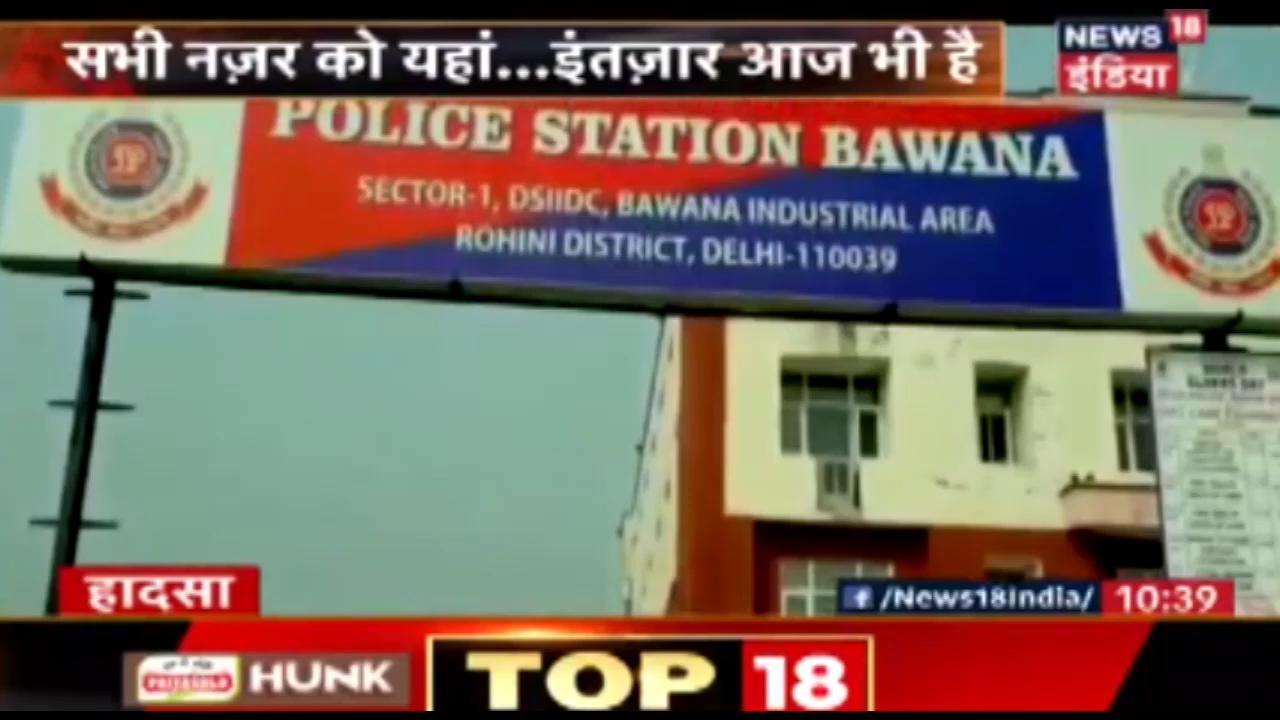 सभी नज़र को यहां...इंतज़ार आज भी है
NEWS 18
इंडिया
POLICE STATION BAWANA
SECTOR-1, DSIIDC, BAWANA INDUSTRIAL AREA
ROHINI DISTRICT, DELHI-110039
हादसा
/News18India/
10:39
HUNK
TOP 18